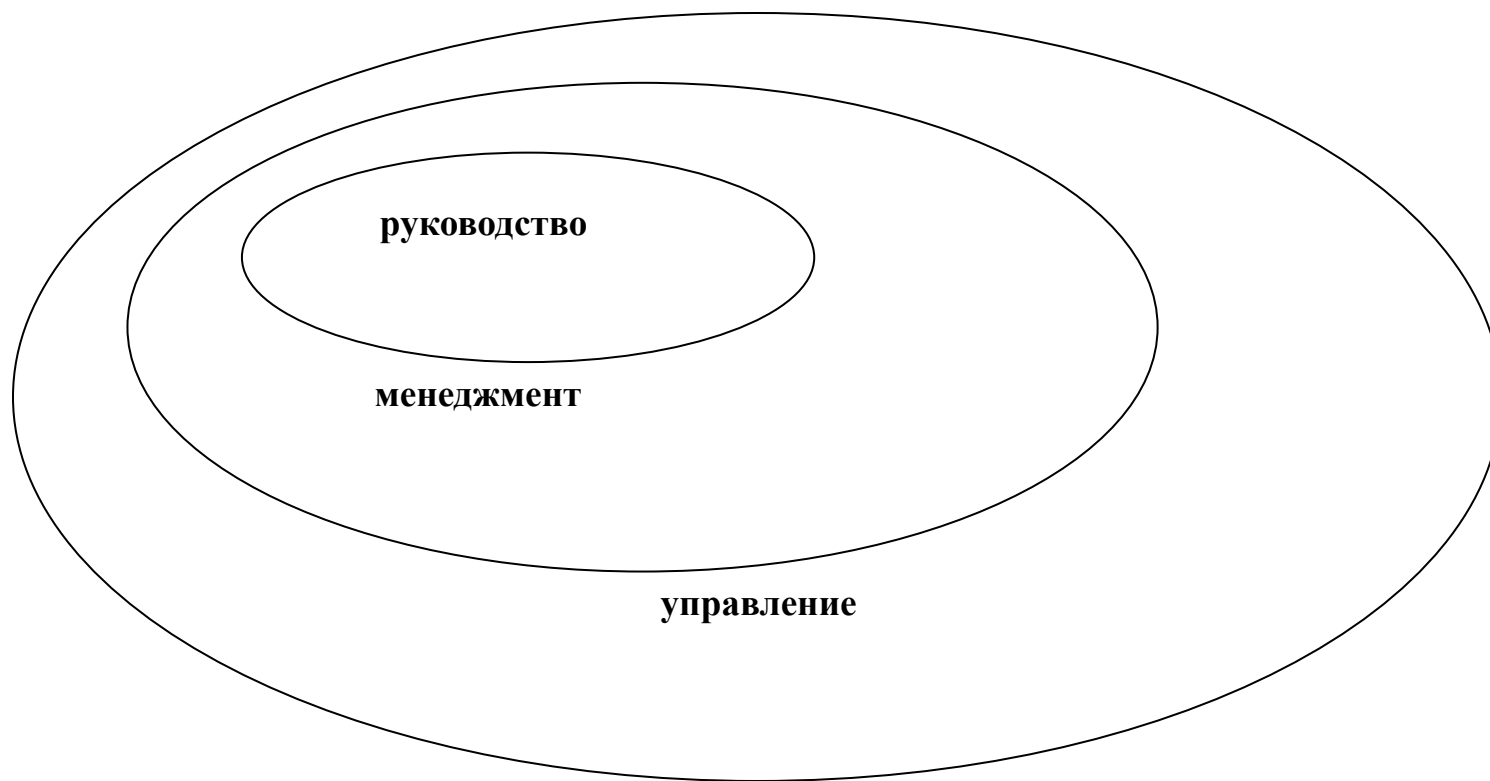 руководство
менеджмент
управление